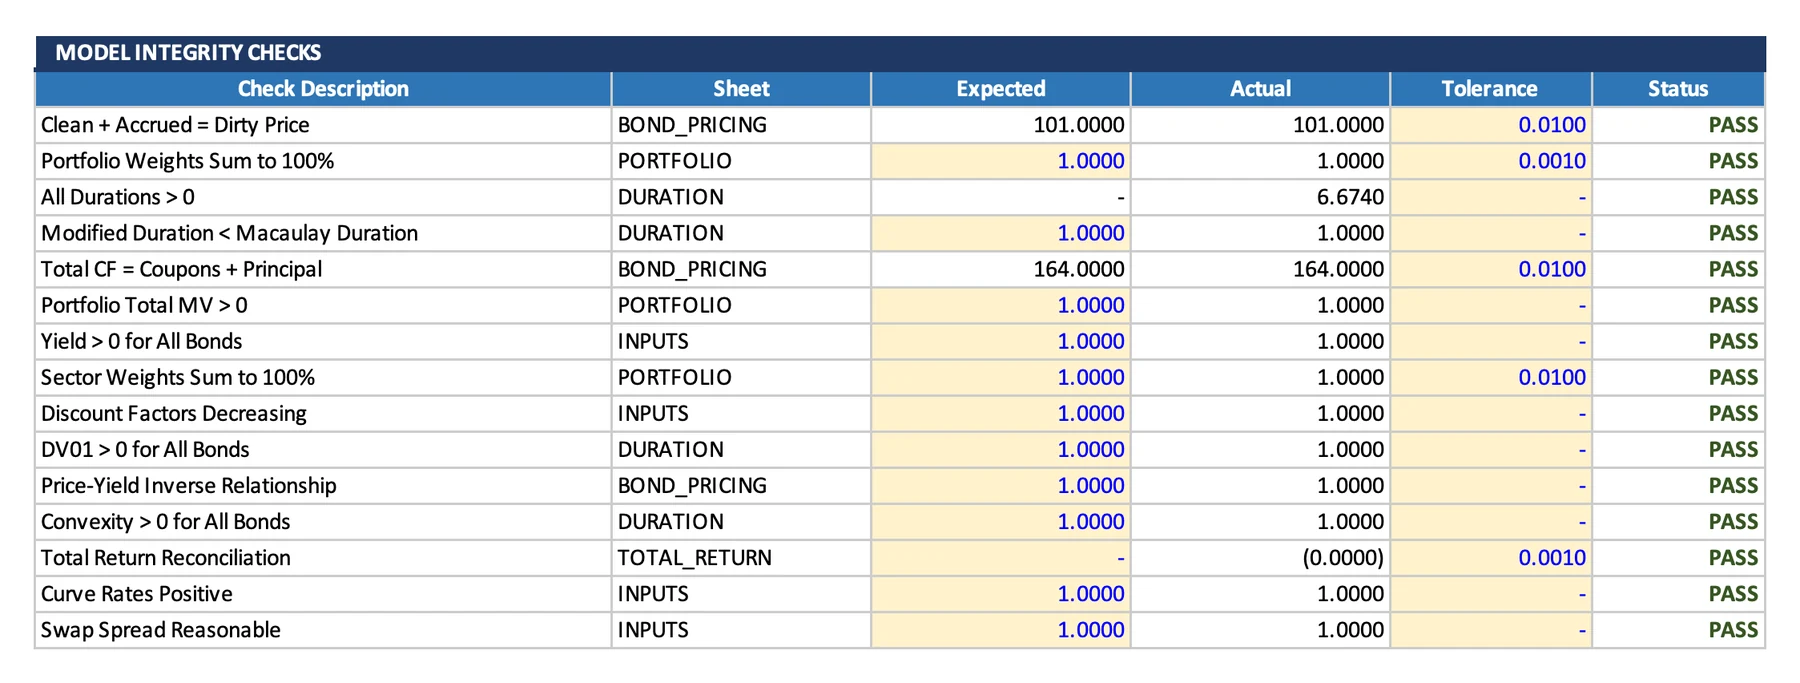 MODEL INTEGRITY CHECKS
Check Description Sheet Expected Actual Tolerance Status
Clean + Accrued = Dirty Price BOND_PRICING 101.0000 101.0000 0.0100 PASS
Portfolio Weights Sum to 100% PORTFOLIO 1.0000 1.0000 0.0010 PASS
All Durations > 0 DURATION - 6.6740 - PASS
Modified Duration < Macaulay Duration DURATION 1.0000 1.0000 - PASS
Total CF = Coupons + Principal BOND_PRICING 164.0000 164.0000 0.0100 PASS
Portfolio Total MV > 0 PORTFOLIO 1.0000 1.0000 - PASS
Yield > 0 for All Bonds INPUTS 1.0000 1.0000 - PASS
Sector Weights Sum to 100% PORTFOLIO 1.0000 1.0000 0.0100 PASS
Discount Factors Decreasing INPUTS 1.0000 1.0000 - PASS
DV01 > 0 for All Bonds DURATION 1.0000 1.0000 - PASS
Price-Yield Inverse Relationship BOND_PRICING 1.0000 1.0000 - PASS
Convexity > 0 for All Bonds DURATION 1.0000 1.0000 - PASS
Total Return Reconciliation TOTAL_RETURN - (0.0000) 0.0010 PASS
Curve Rates Positive INPUTS 1.0000 1.0000 - PASS
Swap Spread Reasonable INPUTS 1.0000 1.0000 - PASS